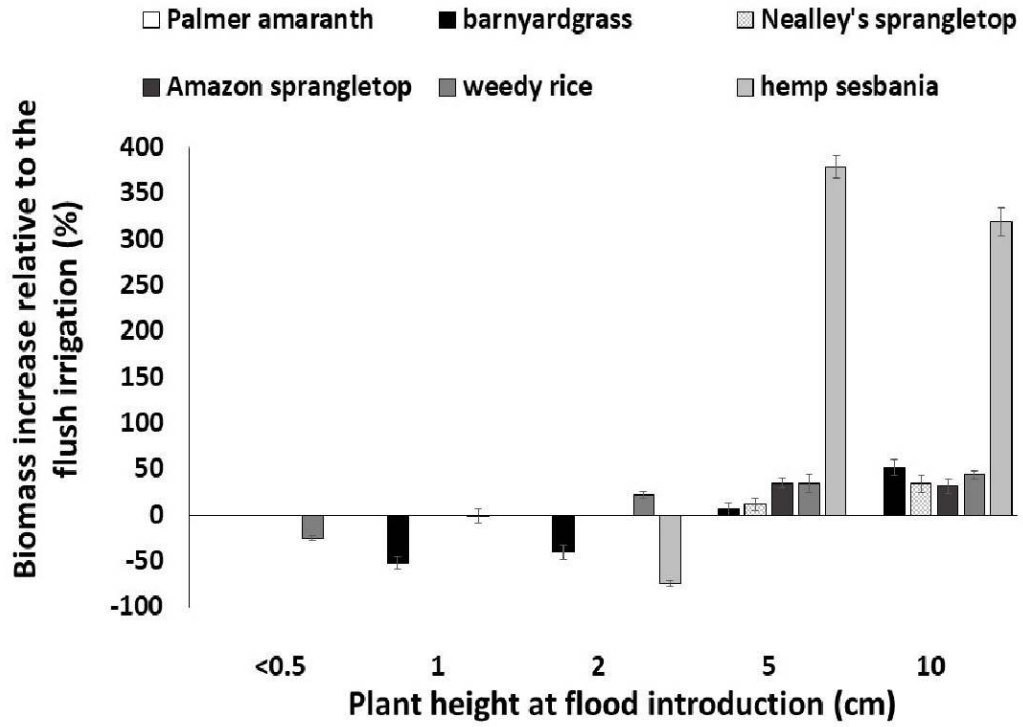 Palmer amaranth barnyardgrass Nealley's sprangletop
Amazon sprangletop weedy rice hemp sesbania
Biomass increase relative to the
flush irrigation (%)
400
350
300
250
200
150
100
50
0
-50
-100
<0.5 1 2 5 10
Plant height at flood introduction (cm)